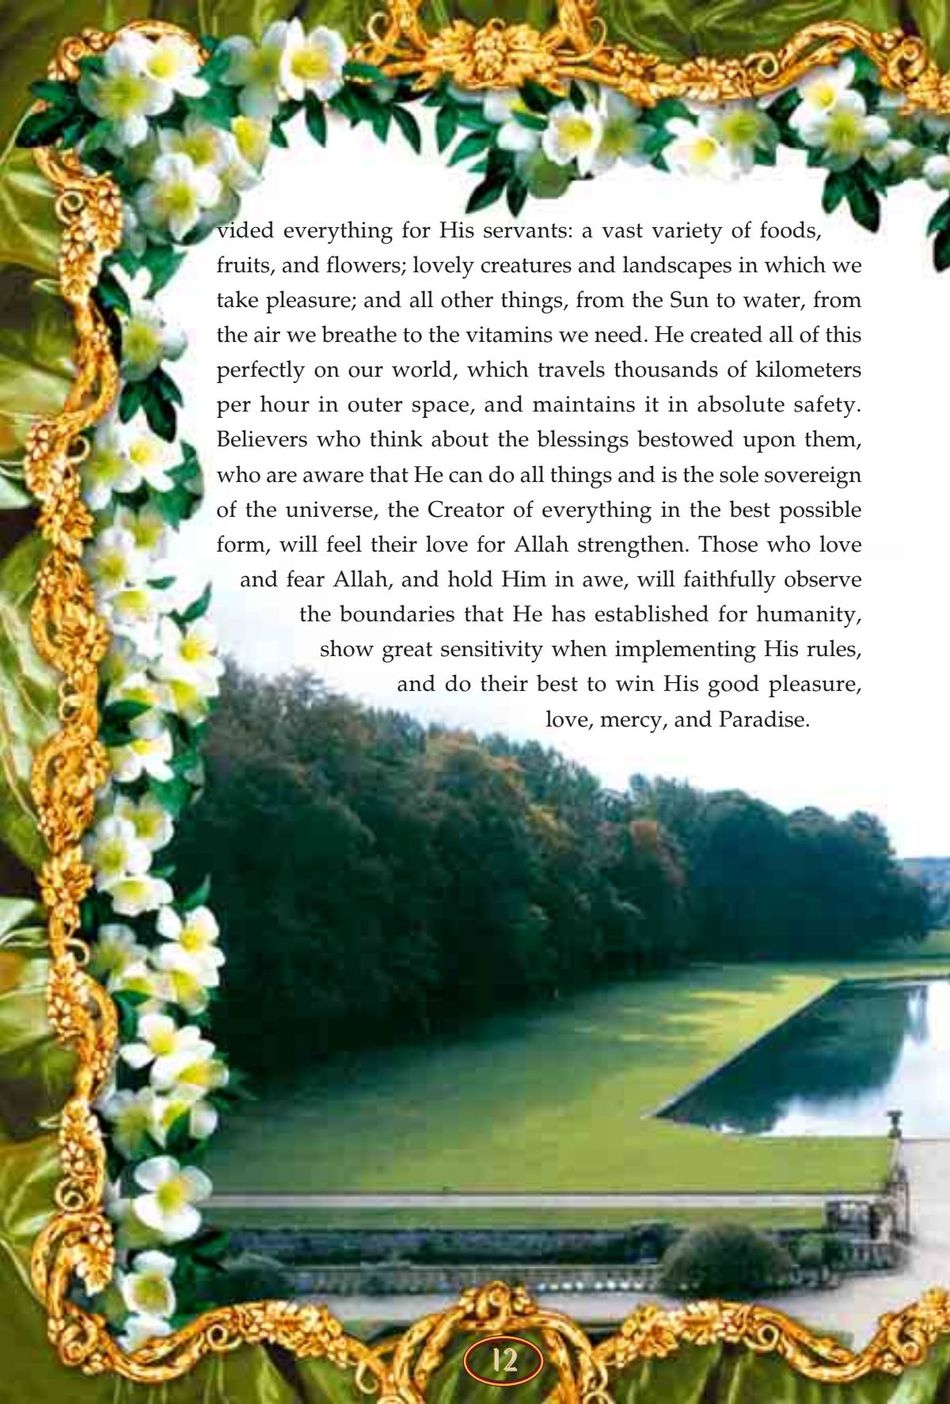 vided everything for His servants: a vast variety of foods,
fruits, and flowers; lovely creatures and landscapes in which we
take pleasure; and all other things, from the Sun to water, from
the air we breathe to the vitamins we need. He created all of this
perfectly on our world, which travels thousands of kilometers
per hour in outer space, and maintains it in absolute safety.
Believers who think about the blessings bestowed upon them,
who are aware that He can do all things and is the sole sovereign
of the universe, the Creator of everything in the best possible
form, will feel their love for Allah strengthen. Those who love
and fear Allah, and hold Him in awe, will faithfully observe
the boundaries that He has established for humanity,
show great sensitivity when implementing His rules,
and do their best to win His good pleasure,
love, mercy, and Paradise.
12